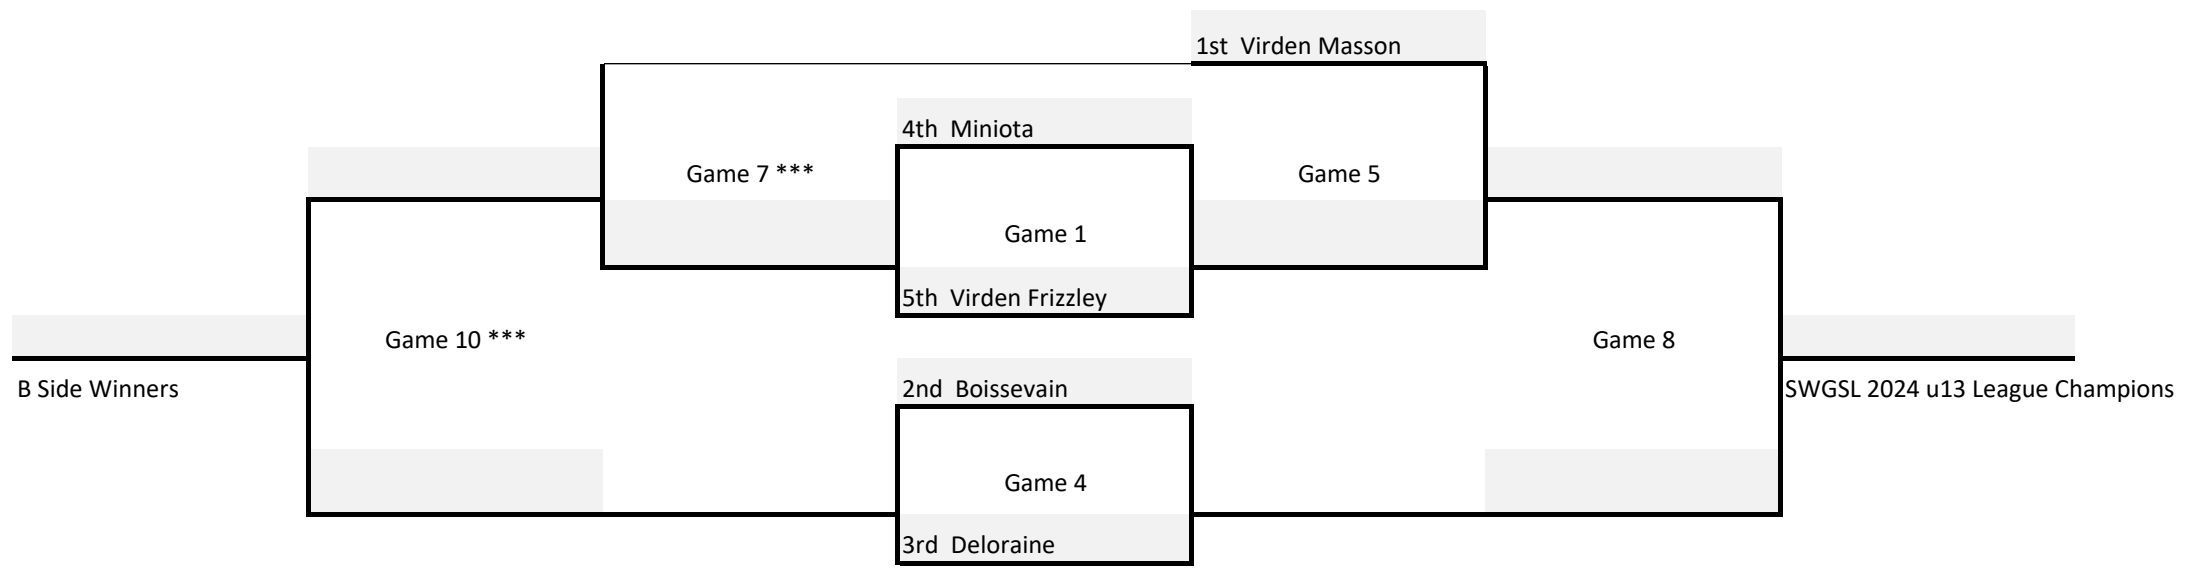 1st  Virden Masson
4th  Miniota
Game 7 ***
Game 5
Game 1
5th  Virden Frizzley
Game 10 ***
Game 8
B Side Winners
2nd  Boissevain
SWGSL 2024 u13 League Champions
Game 4
3rd  Deloraine